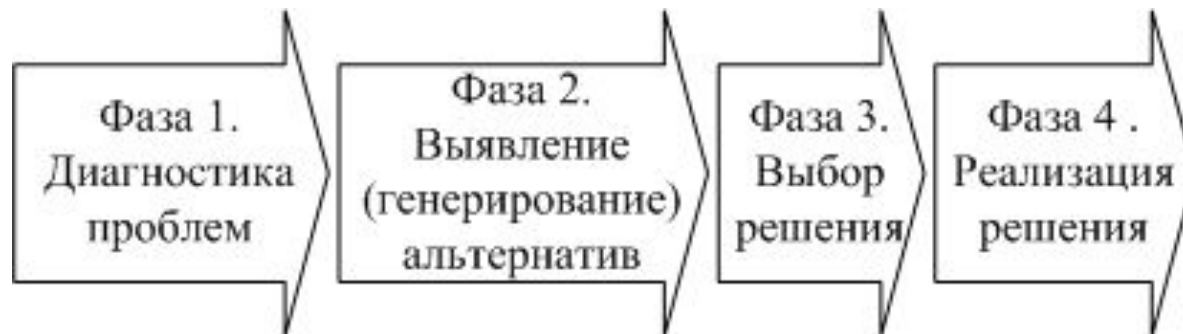 Фаза 1.
Диагностика
проблем
Фаза 2.
Выявление
(генерирование)
альтернатив
Фаза 3.
Выбор
решения
Фаза 4 .
Реализация
решения